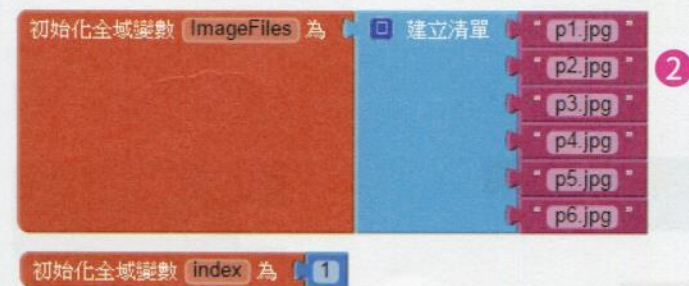 初始化全域變數 ImageFiles 為 建立清單 " p1.jpg "
" p2.jpg " 2
" p3.jpg "
" p4.jpg "
" p5.jpg "
" p6.jpg "
初始化全域變數 index 為 1